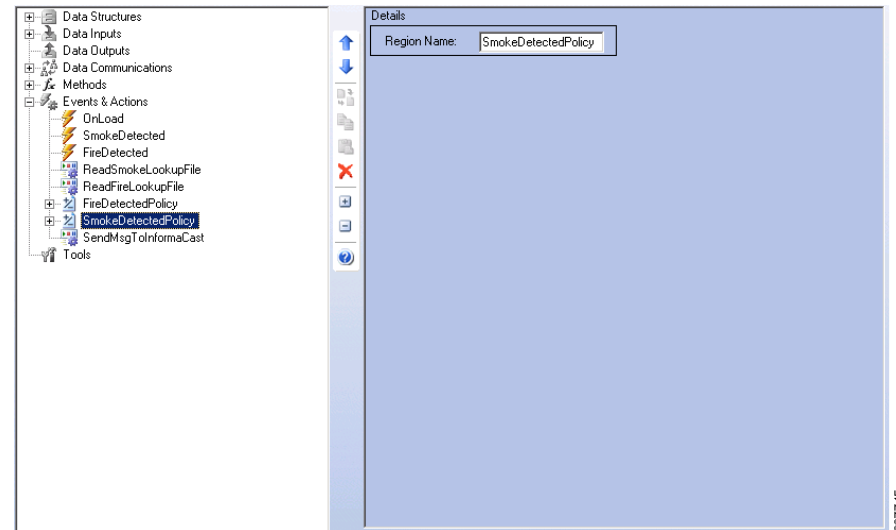 Data Structures
Data Inputs
Data Outputs
Data Communications
fx Methods
Events & Actions
OnLoad
SmokeDetected
FireDetected
ReadSmokeLookupFile
ReadFireLookupFile
FireDetectedPolicy
SmokeDetectedPolicy
SendMsgToInformaCast
Tools
Details
Region Name: SmokeDetectedPolicy